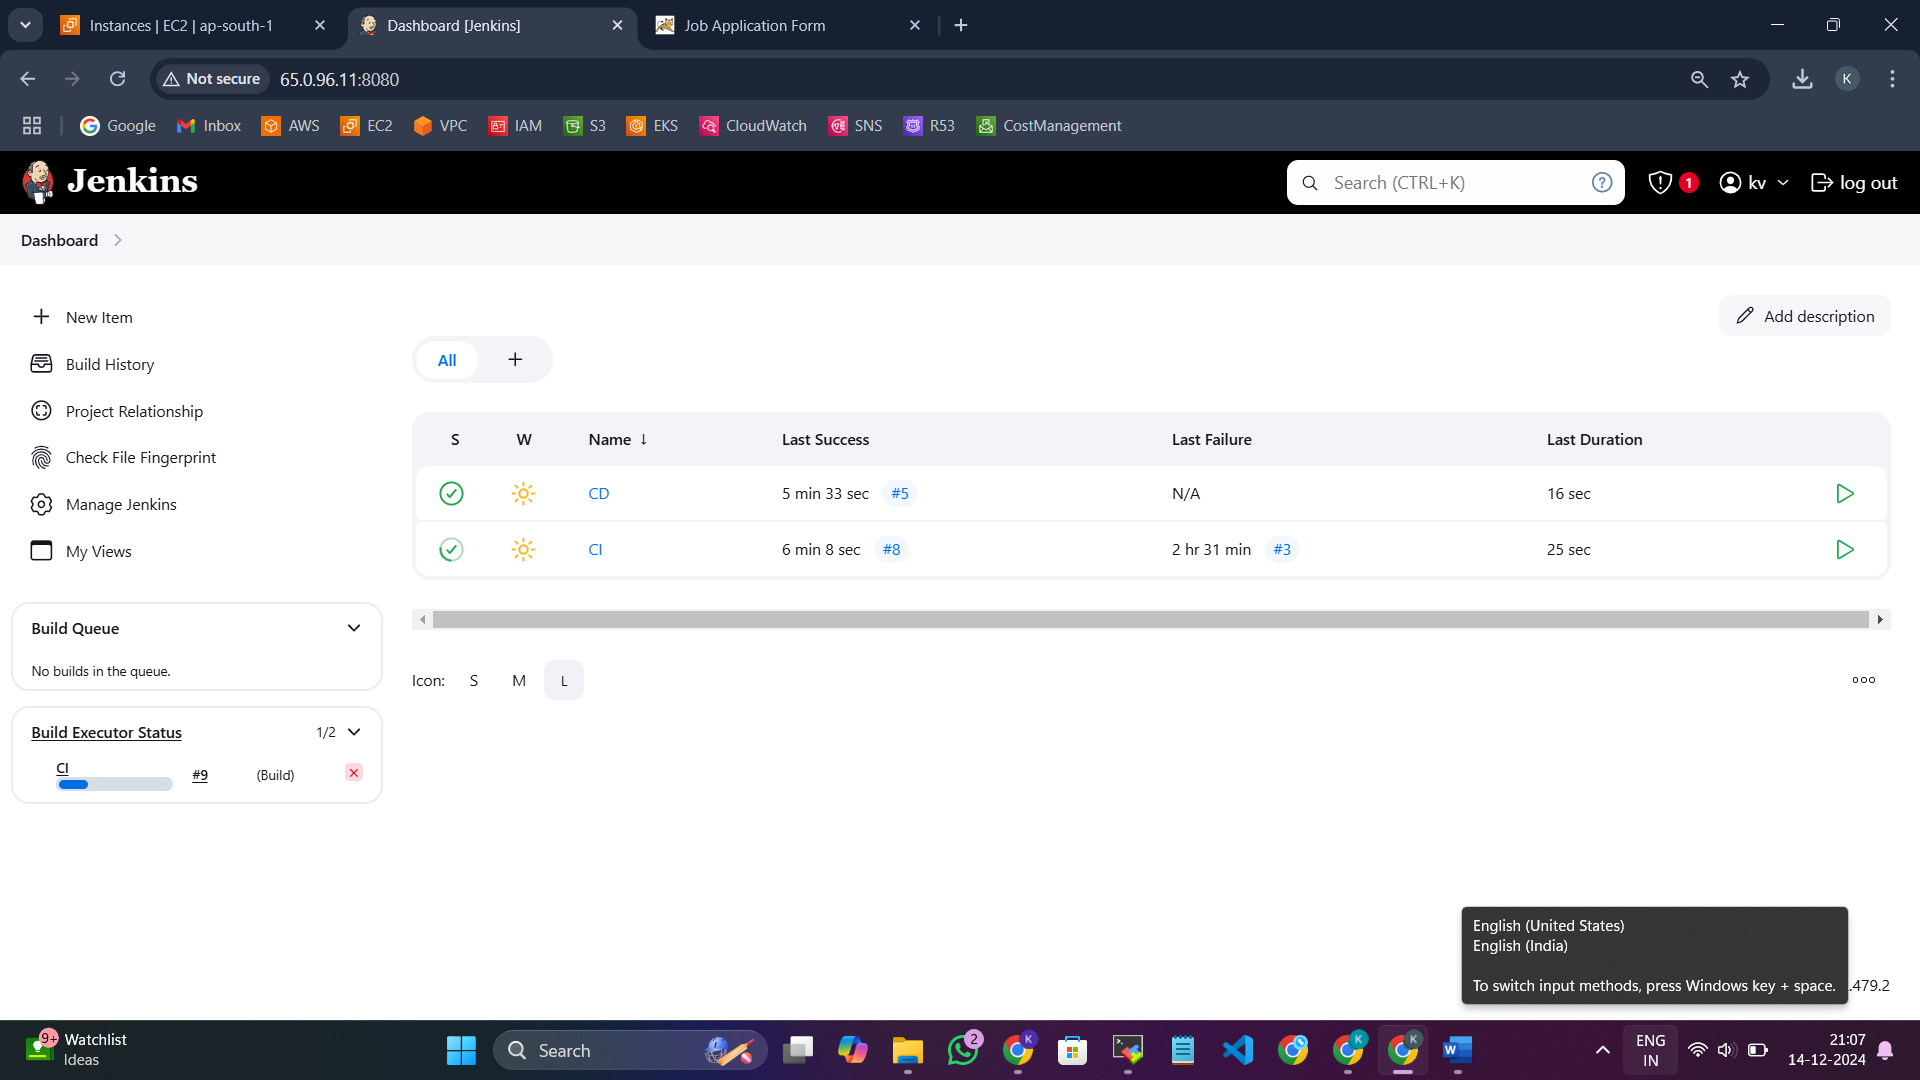 Instances | EC2 | ap-south-1
Dashboard [Jenkins]
Job Application Form
Not secure
65.0.96.11:8080
K
Google
Inbox
AWS
EC2
VPC
IAM
S3
EKS
CloudWatch
SNS
R53
CostManagement
Jenkins
Search (CTRL+K)
1
kv
log out
Dashboard
New Item
Build History
Project Relationship
Check File Fingerprint
Manage Jenkins
My Views
Add description
All
S W Name ↓ Last Success Last Failure Last Duration
CD 5 min 33 sec #5 N/A 16 sec
CI 6 min 8 sec #8 2 hr 31 min #3 25 sec
Build Queue
No builds in the queue.
Icon: S M L
Build Executor Status 1/2
CI #9 (Build)
English (United States)
English (India)
To switch input methods, press Windows key + space.
.479.2
9+
Watchlist
Ideas
Search
2
K
K
K
ENG
IN
21:07
14-12-2024